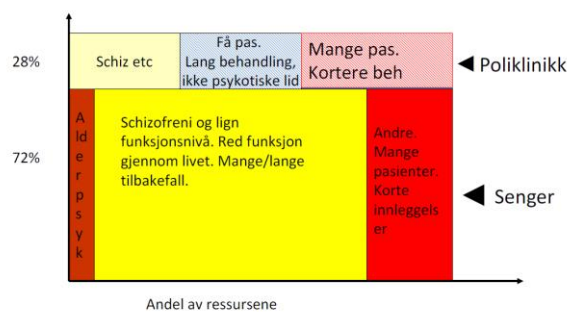 28%
Schiz etc
Få pas.
Lang behandling,
ikke psykotiske lid
Mange pas.
Kortere beh
Poliklinikk
72%
A
ld
e
r
p
s
y
k
Schizofreni og lign
funksjonsnivå. Red funksjon
gjennom livet. Mange/lange
tilbakefall.
Andre.
Mange
pasienter.
Korte
innleggels
er
Senger
Andel av ressursene